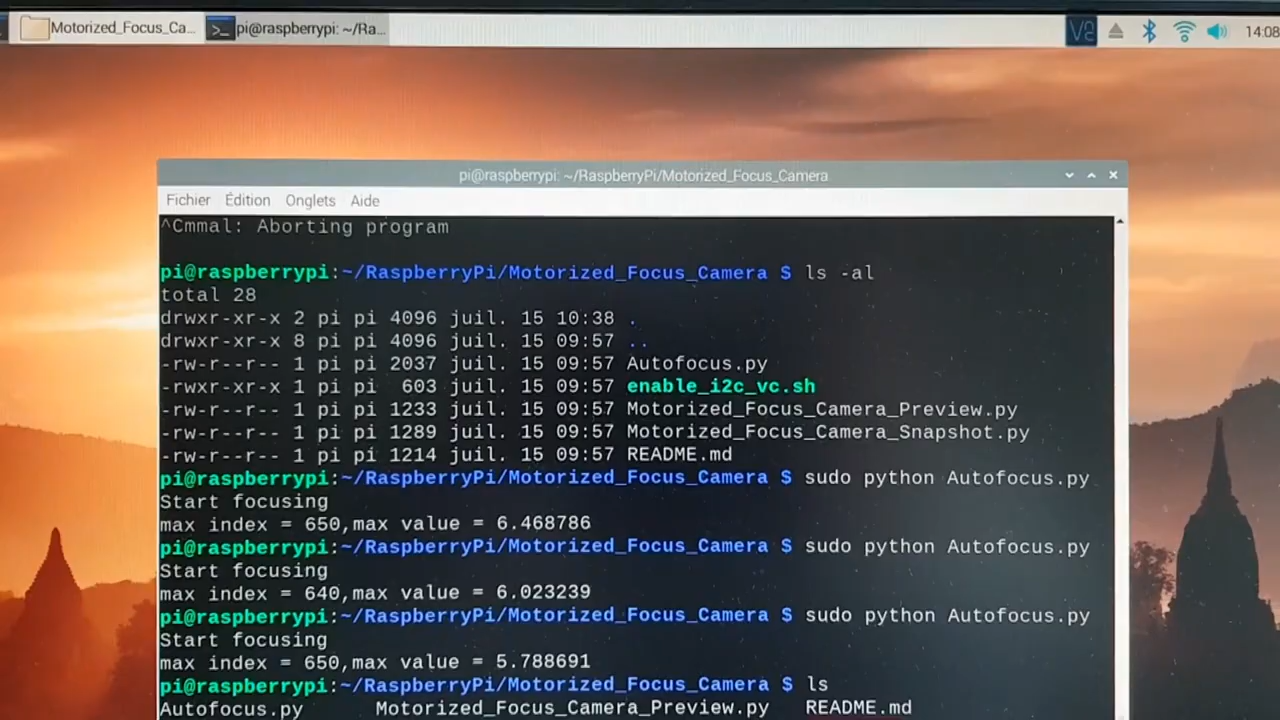 Motorized_Focus_Ca... pi@raspberrypi: ~/Ra... V2 14:08
pi@raspberrypi: ~/RaspberryPi/Motorized_Focus_Camera
Fichier Édition Onglets Aide
^Cmmal: Aborting program
pi@raspberrypi:~/RaspberryPi/Motorized_Focus_Camera $ ls -al
total 28
drwxr-xr-x 2 pi pi 4096 juil. 15 10:38 .
drwxr-xr-x 8 pi pi 4096 juil. 15 09:57 ..
-rw-r--r-- 1 pi pi 2037 juil. 15 09:57 Autofocus.py
-rwxr-xr-x 1 pi pi  603 juil. 15 09:57 enable_i2c_vc.sh
-rw-r--r-- 1 pi pi 1233 juil. 15 09:57 Motorized_Focus_Camera_Preview.py
-rw-r--r-- 1 pi pi 1289 juil. 15 09:57 Motorized_Focus_Camera_Snapshot.py
-rw-r--r-- 1 pi pi 1214 juil. 15 09:57 README.md
pi@raspberrypi:~/RaspberryPi/Motorized_Focus_Camera $ sudo python Autofocus.py
Start focusing
max index = 650,max value = 6.468786
pi@raspberrypi:~/RaspberryPi/Motorized_Focus_Camera $ sudo python Autofocus.py
Start focusing
max index = 640,max value = 6.023239
pi@raspberrypi:~/RaspberryPi/Motorized_Focus_Camera $ sudo python Autofocus.py
Start focusing
max index = 650,max value = 5.788691
pi@raspberrypi:~/RaspberryPi/Motorized_Focus_Camera $ ls
Autofocus.py Motorized_Focus_Camera_Preview.py README.md